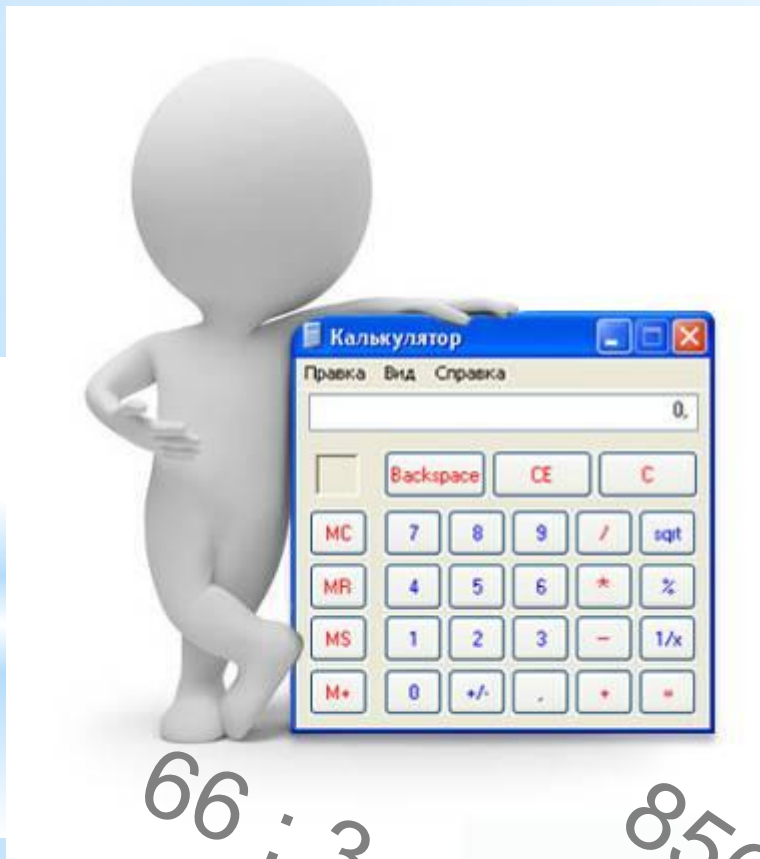 Калькулятор
Правка Вид Справка
0,
Backspace CE C
MC 7 8 9 / sqrt
MR 4 5 6 * %
MS 1 2 3 - 1/x
M+ 0 +/- , + =
66 : 3